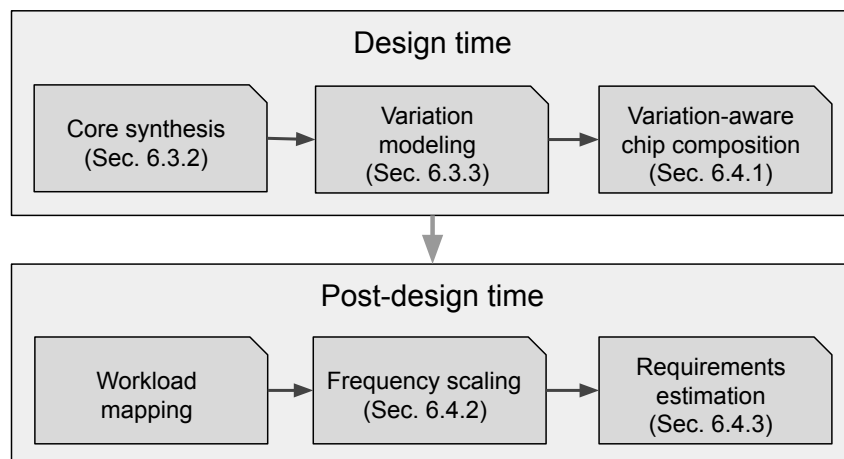 Design time
Core synthesis
(Sec. 6.3.2)
Variation
modeling
(Sec. 6.3.3)
Variation-aware
chip composition
(Sec. 6.4.1)
Post-design time
Workload
mapping
Frequency scaling
(Sec. 6.4.2)
Requirements
estimation
(Sec. 6.4.3)